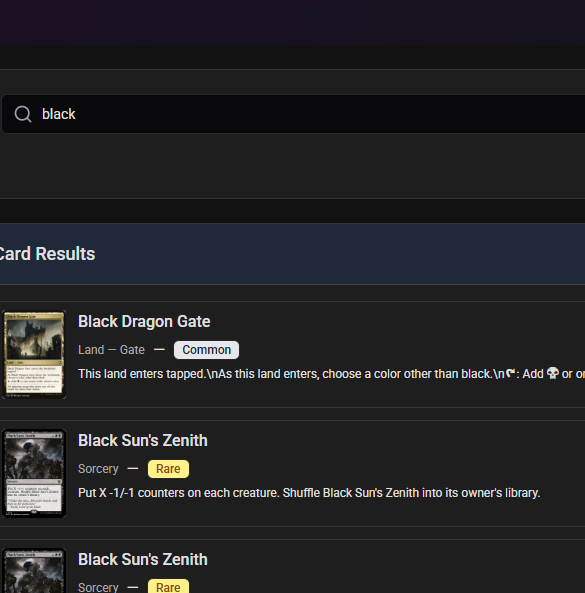 black
Card Results
Black Dragon Gate
Land — Gate — Common
This land enters tapped.\nAs this land enters, choose a color other than black.\n: Add or or
Black Sun's Zenith
Sorcery — Rare
Put X -1/-1 counters on each creature. Shuffle Black Sun's Zenith into its owner's library.
Black Sun's Zenith
Sorcery — Rare